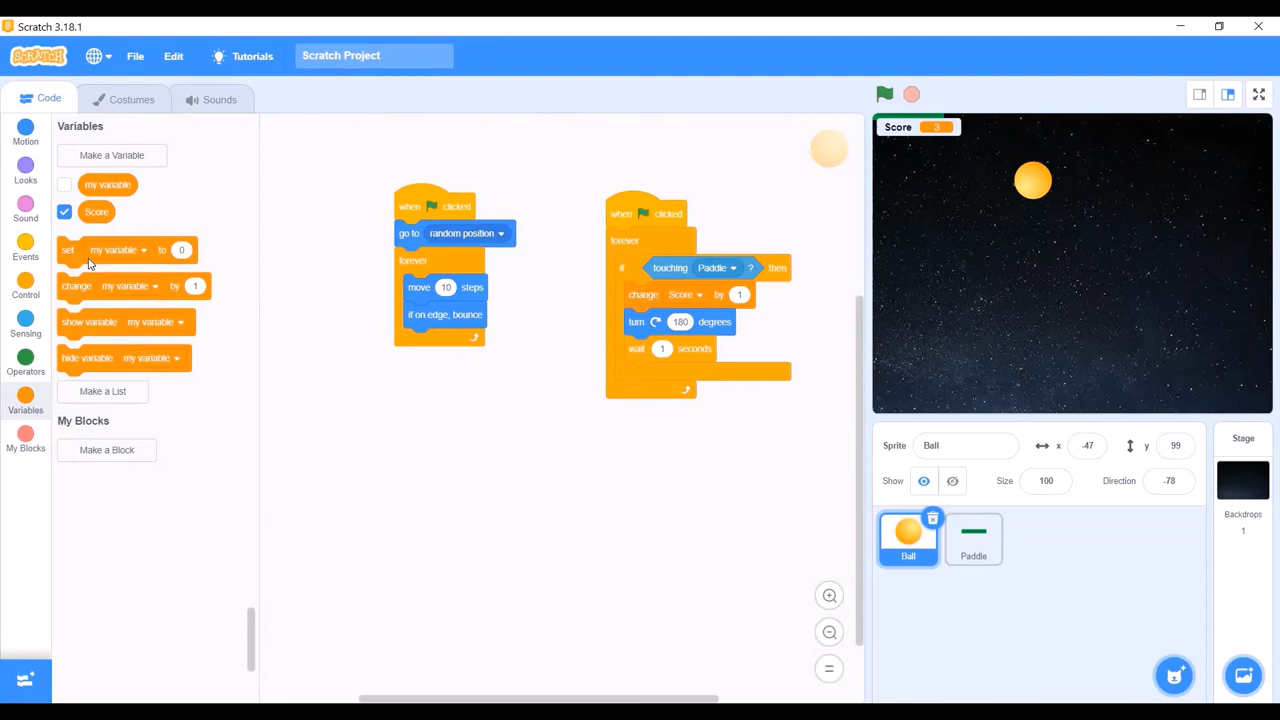 Scratch 3.18.1
SCRATCH
File
Edit
Tutorials
Scratch Project
Code
Costumes
Sounds
Motion
Looks
Sound
Events
Control
Sensing
Operators
Variables
My Blocks
Variables
Make a Variable
my variable
Score
set my variable to 0
change my variable by 1
show variable my variable
hide variable my variable
Make a List
My Blocks
Make a Block
when clicked
go to random position
forever
move 10 steps
if on edge, bounce
when clicked
forever
if touching Paddle ? then
change Score by 1
turn 180 degrees
wait 1 seconds
Score 3
Sprite Ball x -47 y 99
Show Size 100 Direction -78
Ball
Paddle
Stage
Backdrops
1